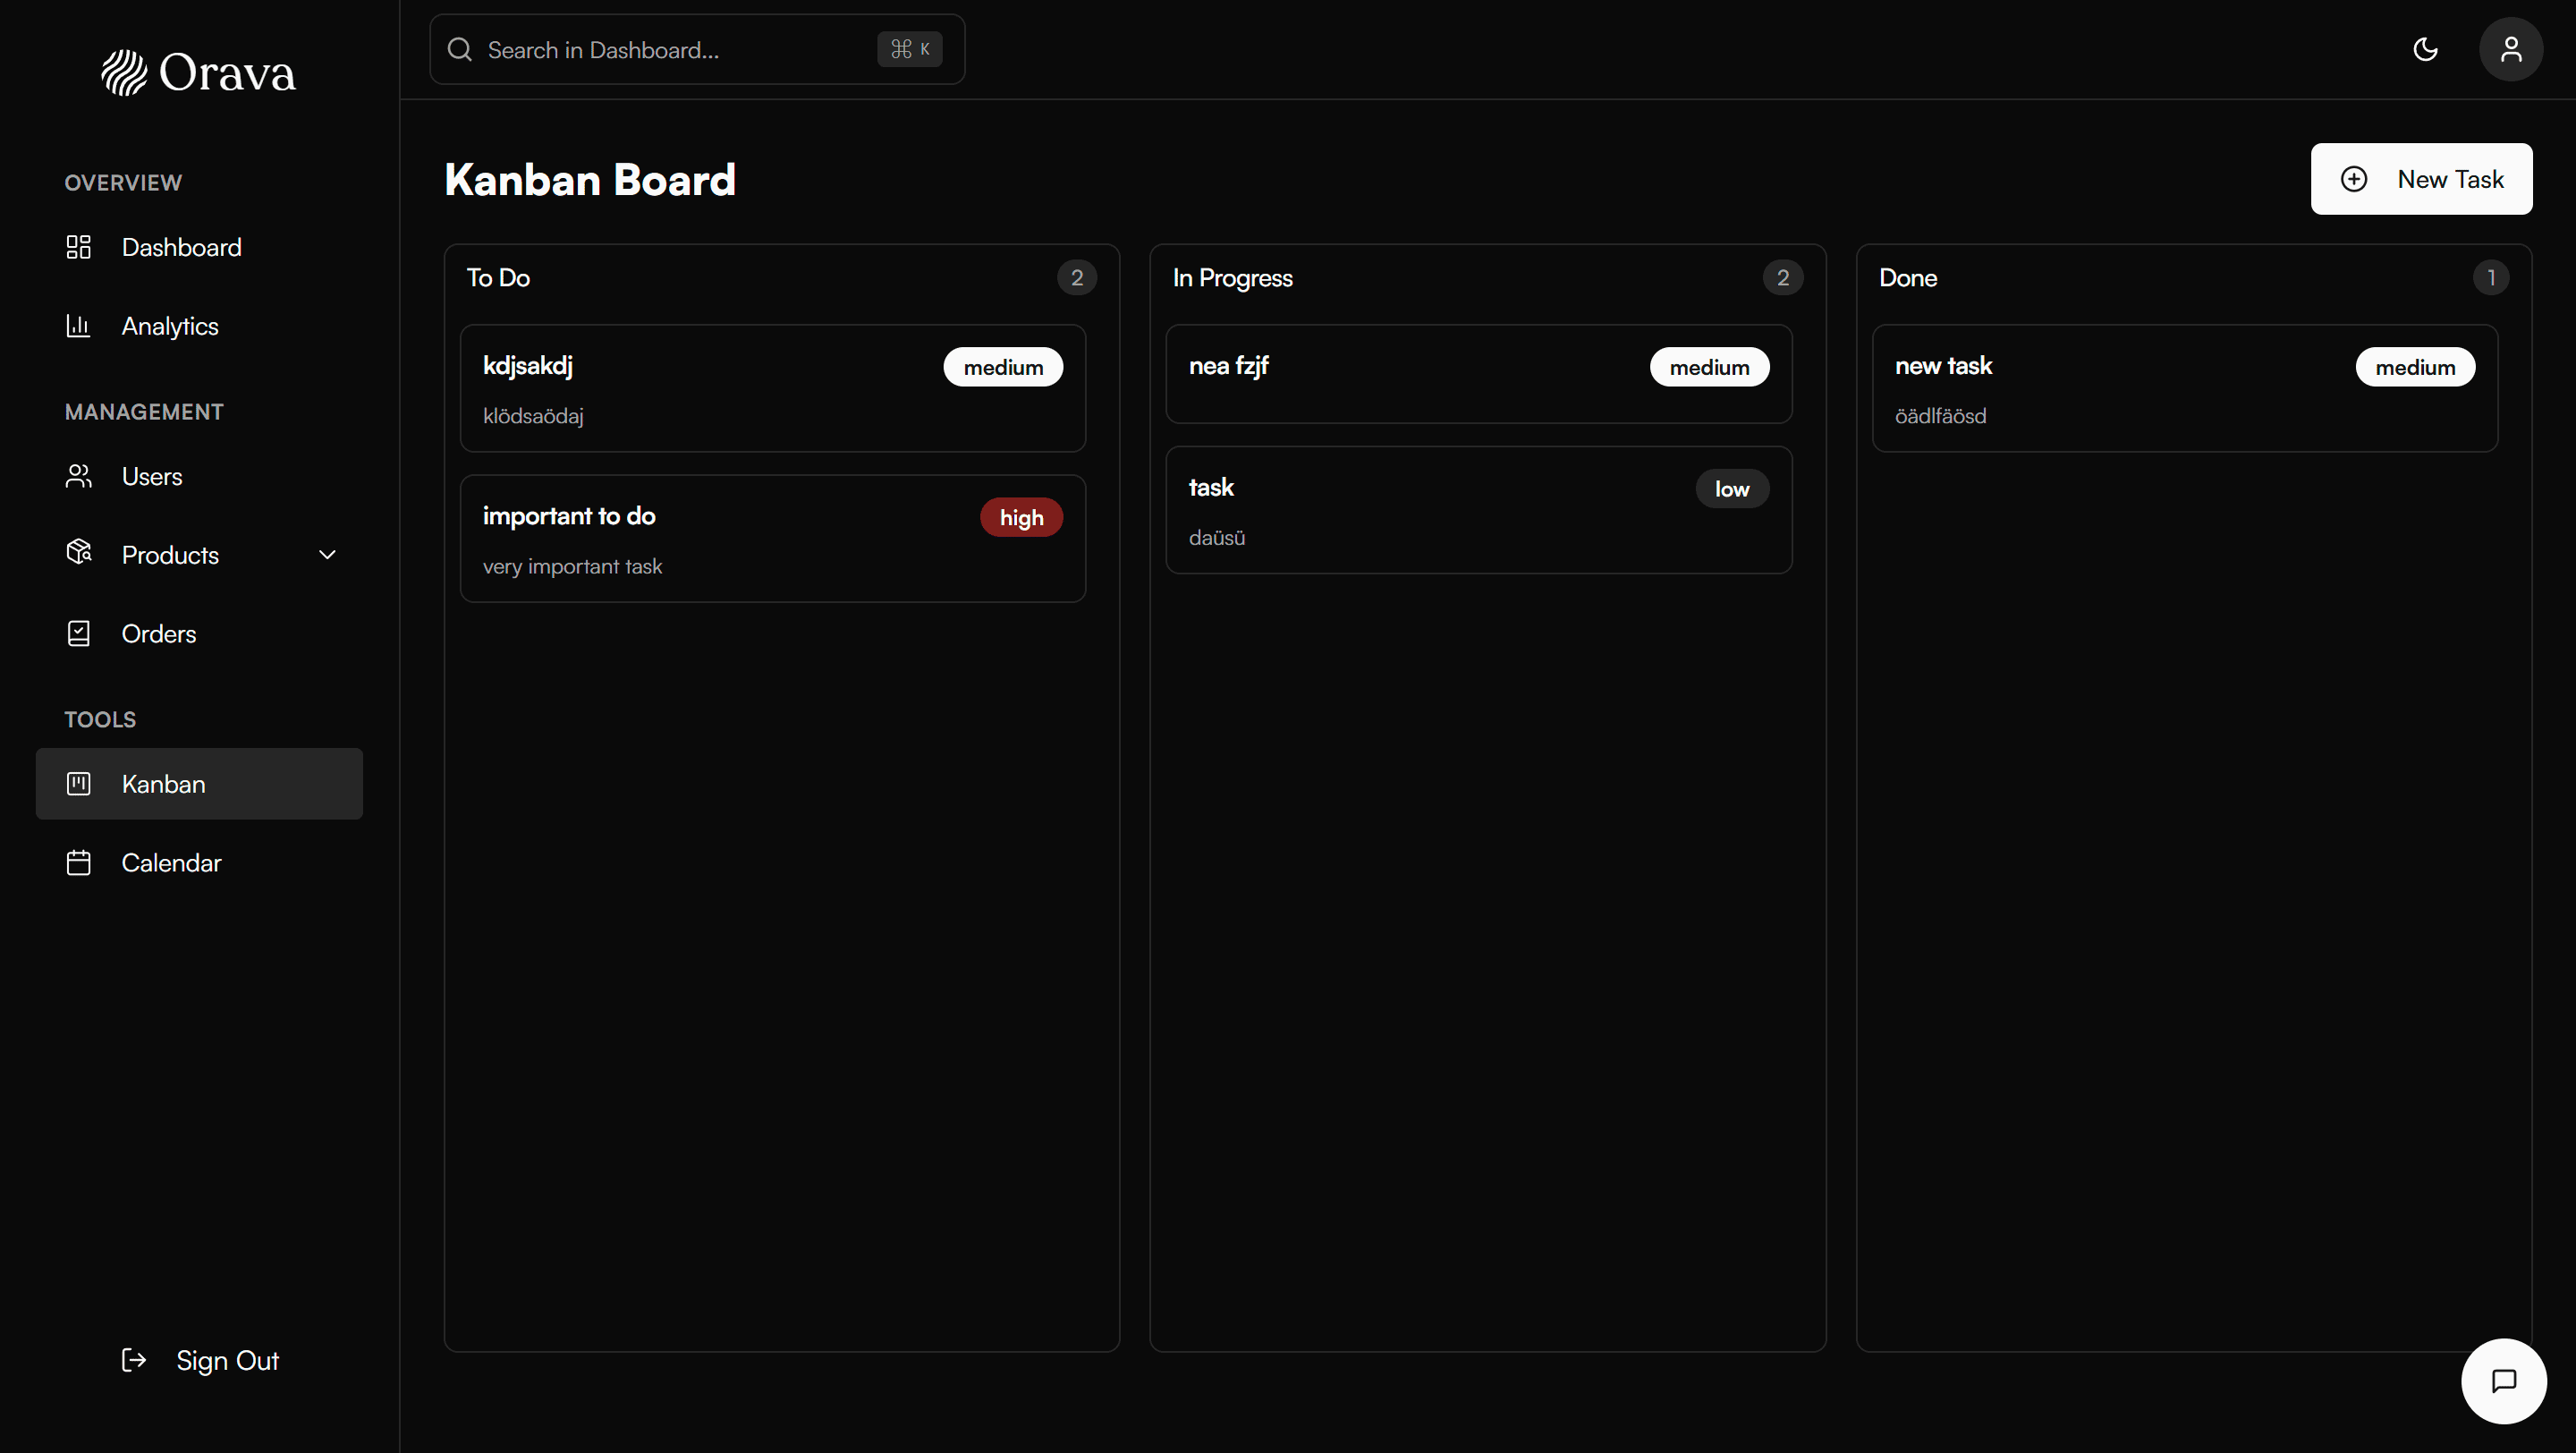 Orava
OVERVIEW
Dashboard
Analytics
MANAGEMENT
Users
Products
Orders
TOOLS
Kanban
Calendar
Sign Out
Search in Dashboard...
⌘ K
Kanban Board
New Task
To Do
2
kdjsakdj
medium
klödsaödaj
important to do
high
very important task
In Progress
2
nea fzjf
medium
task
low
daüsü
Done
1
new task
medium
öädlfäösd